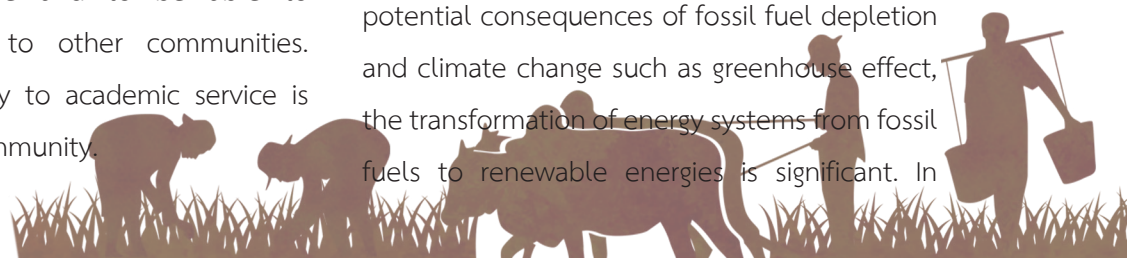 to other communities.
y to academic service is
mmunity.
potential consequences of fossil fuel depletion
and climate change such as greenhouse effect,
the transformation of energy systems from fossil
fuels to renewable energies is significant. In